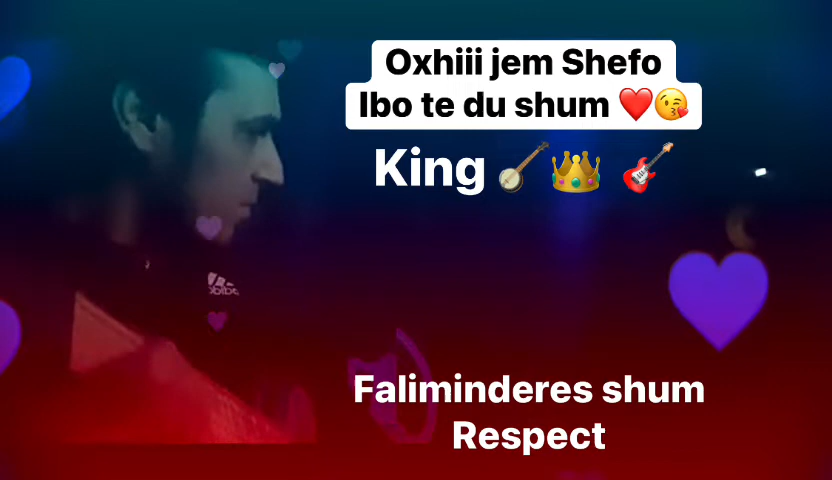 Oxhiii jem Shefo
Ibo te du shum ❤️😘
King 🪕👑 🎸
Faliminderes shum
Respect